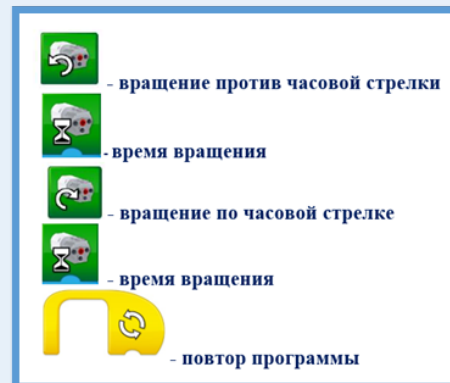 - вращение против часовой стрелки
- время вращения
- вращение по часовой стрелке
- время вращения
- повтор программы